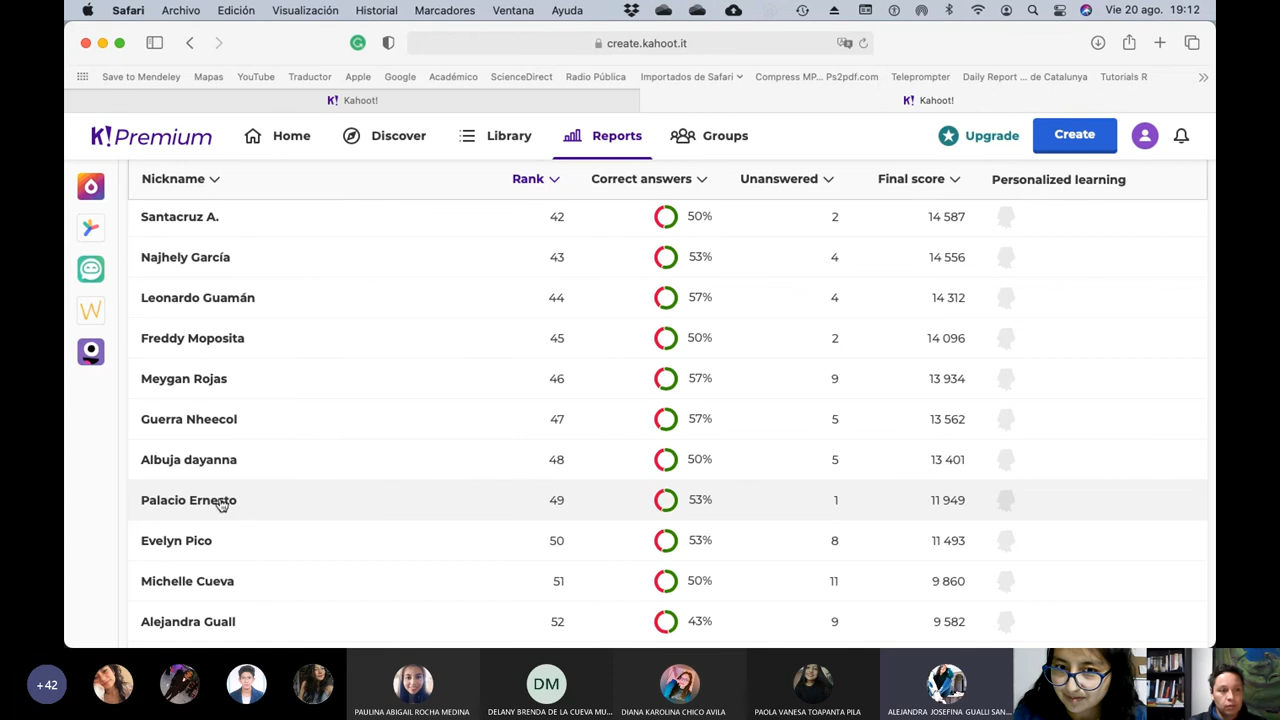 Safari Archivo Edición Visualización Historial Marcadores Ventana Ayuda Vie 20 ago. 19:12
create.kahoot.it
Save to Mendeley Mapas YouTube Traductor Apple Google Académico ScienceDirect Radio Pública Importados de Safari Compress MP... Ps2pdf.com Teleprompter Daily Report ... de Catalunya Tutorials R
K! Kahoot! K! Kahoot!
K!Premium Home Discover Library Reports Groups Upgrade Create
Nickname Rank Correct answers Unanswered Final score Personalized learning
Santacruz A. 42 50% 2 14 587
Najhely García 43 53% 4 14 556
Leonardo Guamán 44 57% 4 14 312
Freddy Moposita 45 50% 2 14 096
Meygan Rojas 46 57% 9 13 934
Guerra Nheecol 47 57% 5 13 562
Albuja dayanna 48 50% 5 13 401
Palacio Ernesto 49 53% 1 11 949
Evelyn Pico 50 53% 8 11 493
Michelle Cueva 51 50% 11 9 860
Alejandra Guall 52 43% 9 9 582
+42 DM
PAULINA ABIGAIL ROCHA MEDINA DELANY BRENDA DE LA CUEVA MU... DIANA KAROLINA CHICO AVILA PAOLA VANESA TOAPANTA PILA ALEJANDRA JOSEFINA GUALLI SAN...